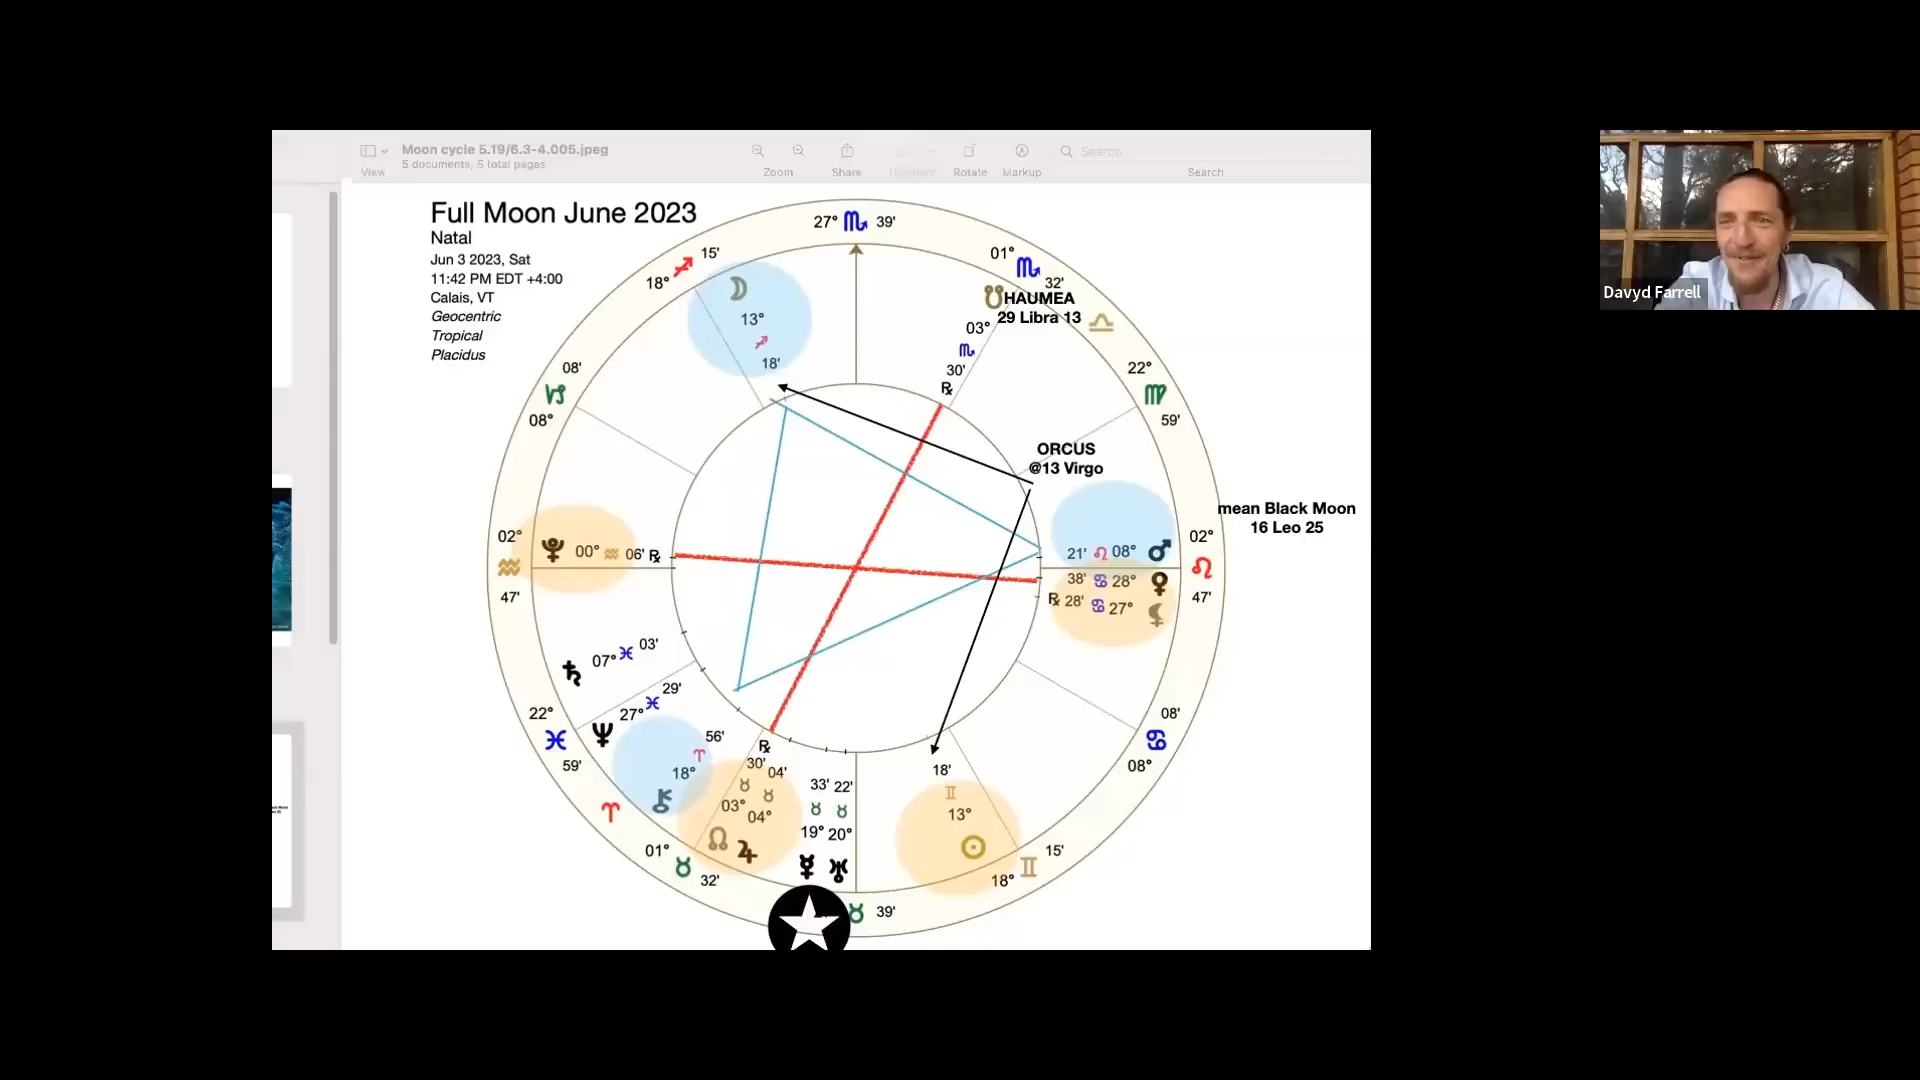 Moon cycle 5.19/6.3-4.005.jpeg
5 documents, 5 total pages
View
Zoom
Share
Highlight
Rotate
Markup
Search
Search
Full Moon June 2023
Natal
Jun 3 2023, Sat
11:42 PM EDT +4:00
Calais, VT
Geocentric
Tropical
Placidus
27° ♏ 39'
01° ♏ 32'
♎
22° ♍ 59'
02° ♌ 47'
08' ♋ 08°
15' ♊ 18°
♉ 39'
01° ♉ 32'
♈
22° ♓ 59'
02° ♒ 47'
08' ♑ 08°
15' ♐ 18°
☽ 13° ♐ 18'
☋ 03° ♏ 30' ℞
HAUMEA
29 Libra 13
ORCUS
@13 Virgo
mean Black Moon
16 Leo 25
21' ♌ 08° ♂
38' ♋ 28° ♀
℞ 28' ♋ 27° ⚸
♇ 00° ♒ 06' ℞
♄ 07° ♓ 03'
♆ 27° ♓ 29'
⚷ 18° ♈ 56'
☊ 03° ♉ 30' ℞
♃ 04° ♉ 04'
☿ 19° ♉ 33'
♅ 20° ♉ 22'
☉ 13° ♊ 18'
Davyd Farrell